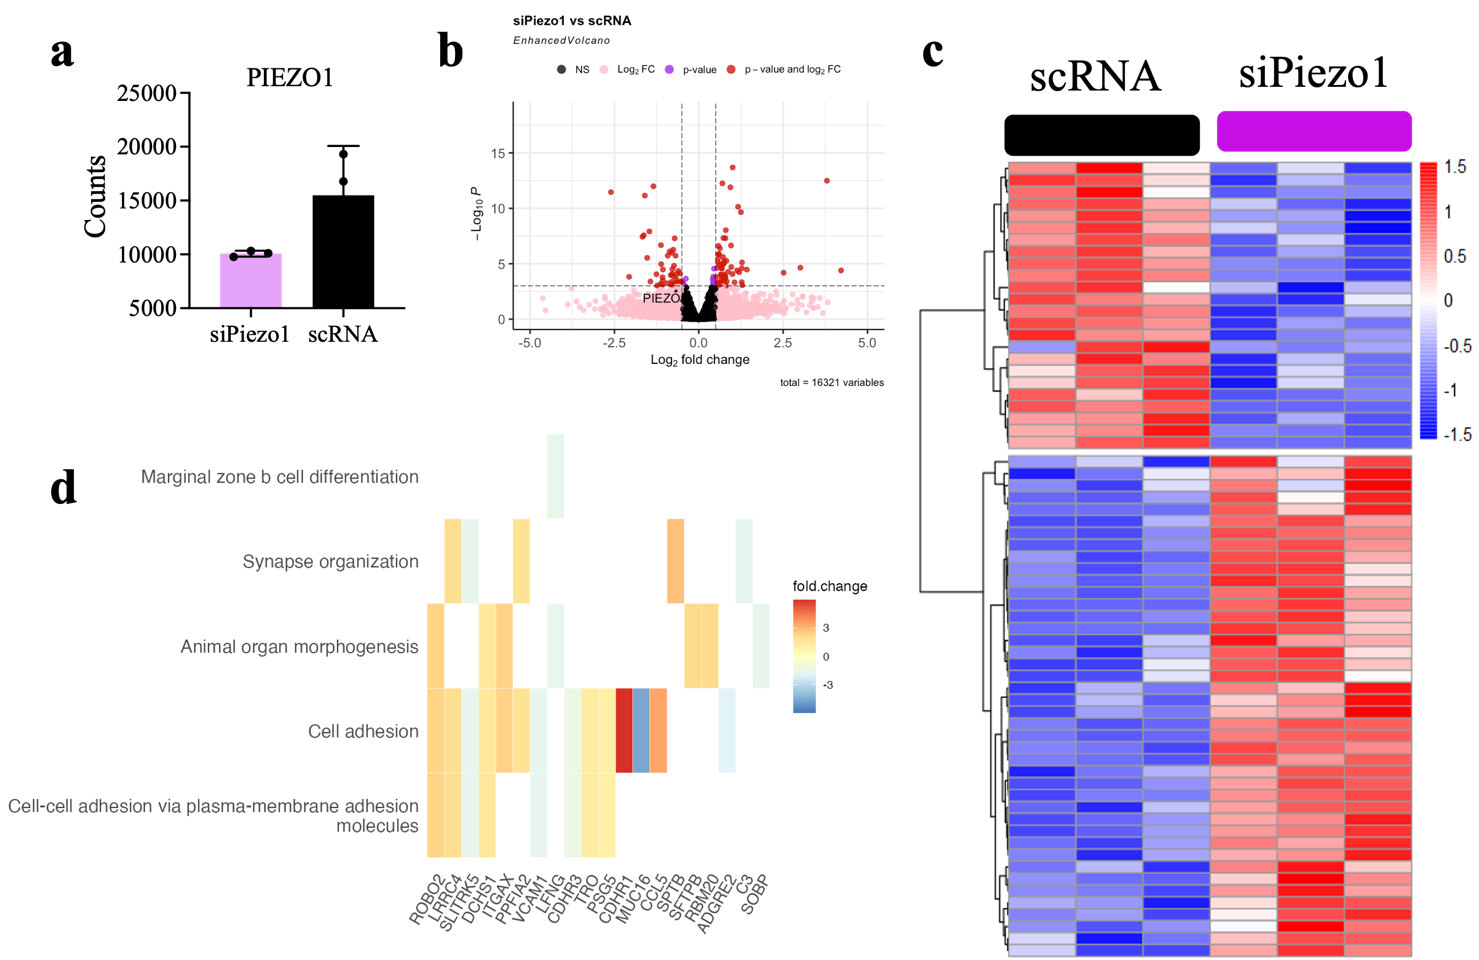 a
PIEZO1
25000
20000
15000
10000
5000
Counts
siPiezo1
scRNA
b
siPiezo1 vs scRNA
EnhancedVolcano
NS
Log2 FC
p-value
p – value and log2 FC
15
10
5
0
– Log10 P
PIEZO
-5.0
-2.5
0.0
2.5
5.0
Log2 fold change
total = 16321 variables
c
scRNA
siPiezo1
1.5
1
0.5
0
-0.5
-1
-1.5
d
Marginal zone b cell differentiation
Synapse organization
Animal organ morphogenesis
Cell adhesion
Cell-cell adhesion via plasma-membrane adhesion
molecules
fold.change
3
0
-3
ROBO2
LRRC4
SLITRK5
DCHS1
ITGAX
PPFIA2
VCAM1
LFNG
CDHR3
TRO
PSG5
CDHR1
MUC16
CCL5
SPTB
SFTPB
RBM20
ADGRE2
C3
SOBP